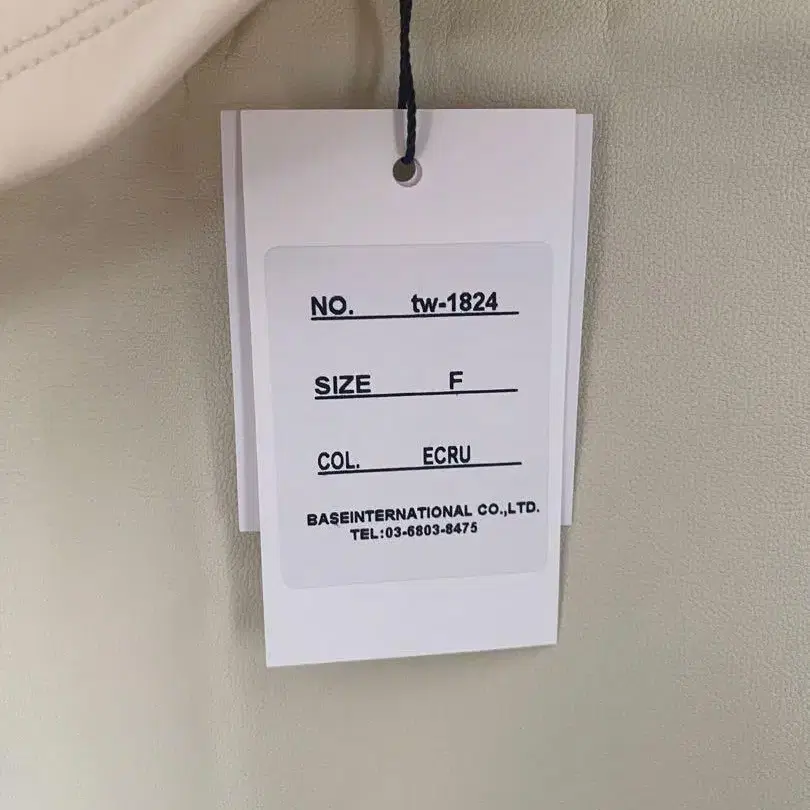 NO. tw-1824
SIZE F
COL. ECRU
BASEINTERNATIONAL CO.,LTD.
TEL:03-6803-8475